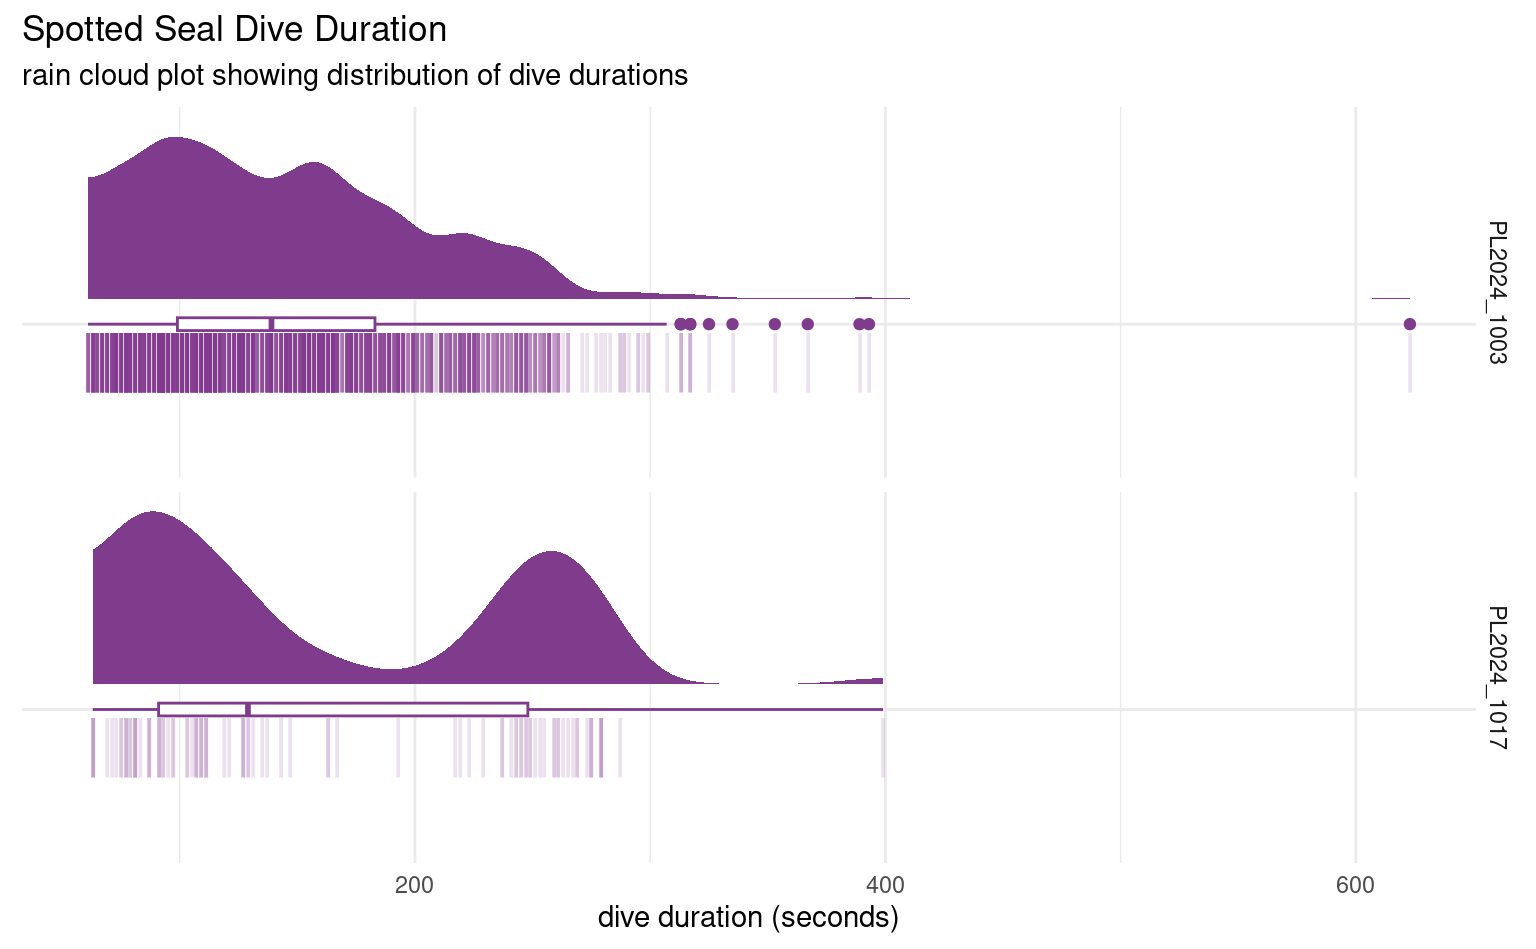 Spotted Seal Dive Duration
rain cloud plot showing distribution of dive durations
PL2024_1003
PL2024_1017
200
400
600
dive duration (seconds)